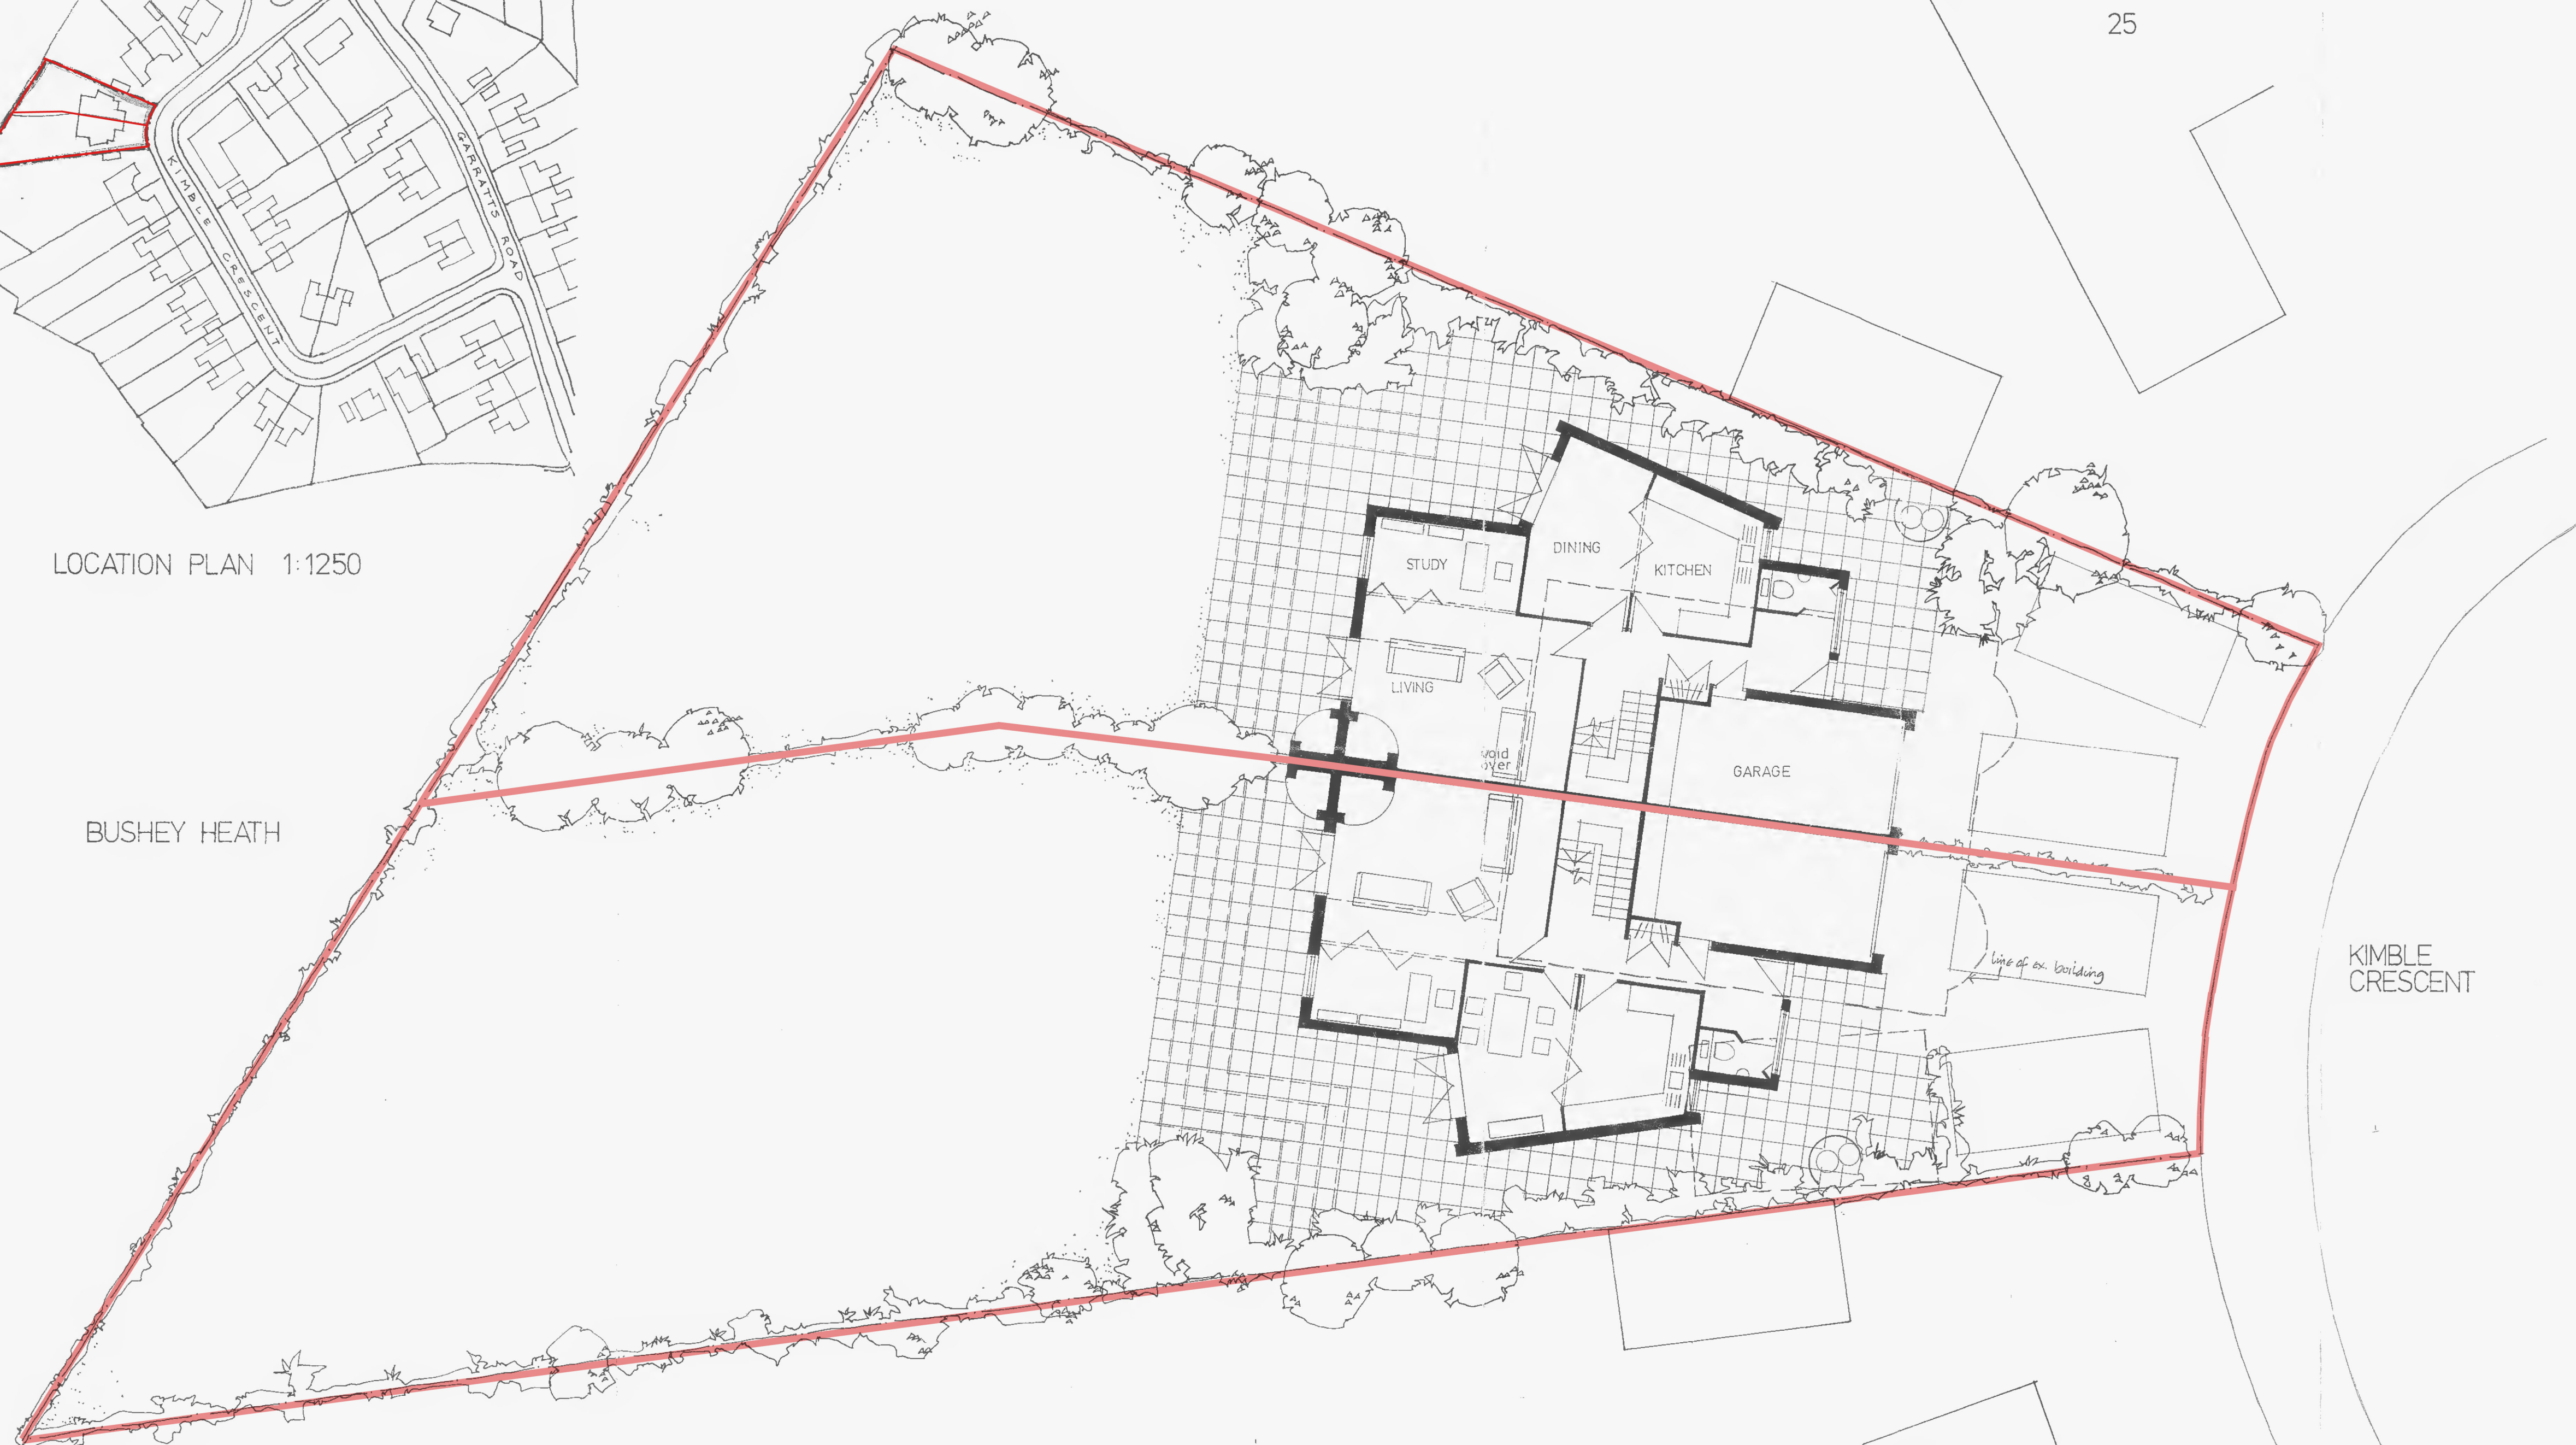 25
KIMBLE CRESCENT
GARRATTS ROAD
LOCATION PLAN 1:1250
DINING
STUDY
KITCHEN
LIVING
void
over
GARAGE
BUSHEY HEATH
line of ex. building
KIMBLE
CRESCENT